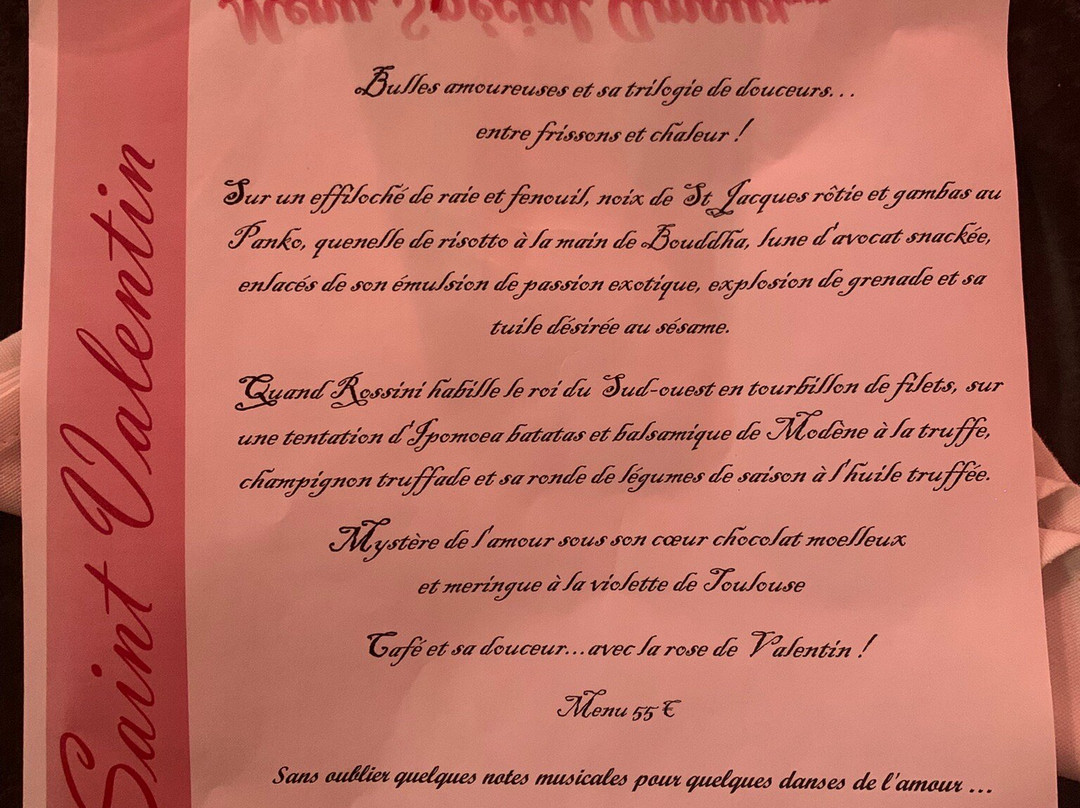 Menu Spécial Amour...
Bulles amoureuses et sa trilogie de douceurs...
entre frissons et chaleur !
Sur un effiloché de raie et fenouil, noix de St Jacques rôtie et gambas au
Panko, quenelle de risotto à la main de Bouddha, lune d'avocat snackée,
enlacés de son émulsion de passion exotique, explosion de grenade et sa
tuile désirée au sésame.
Quand Rossini habille le roi du Sud-ouest en tourbillon de filets, sur
une tentation d'Ipomoea batatas et balsamique de Modène à la truffe,
champignon truffade et sa ronde de légumes de saison à l'huile truffée.
Mystère de l'amour sous son cœur chocolat moelleux
et meringue à la violette de Toulouse
Café et sa douceur...avec la rose de Valentin !
Menu 55 €
Sans oublier quelques notes musicales pour quelques danses de l'amour ...
Saint Valentin